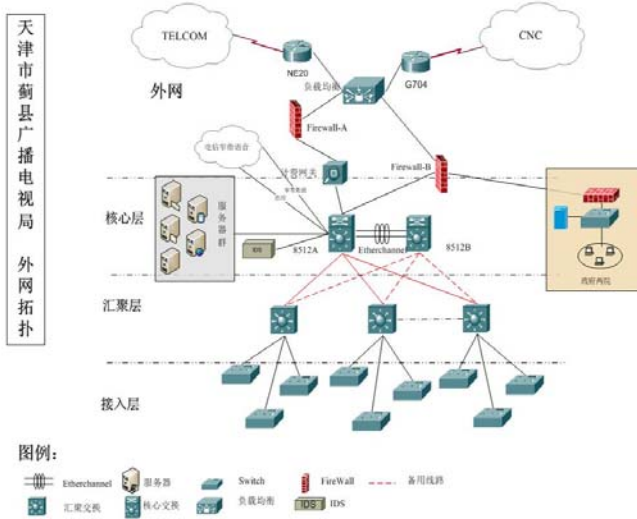 天津市蓟县广播电视局 外网拓扑
TELCOM
CNC
NE20
G704
外网
负载均衡
Firewall-A
Firewall-B
计费网关
核心层
服务器群
IDS
8512A
Etherchannel
8512B
汇聚层
接入层
图例：
Etherchannel
服务器
Switch
FireWall
备用线路
汇聚交换
核心交换
负载均衡
IDS
IDS